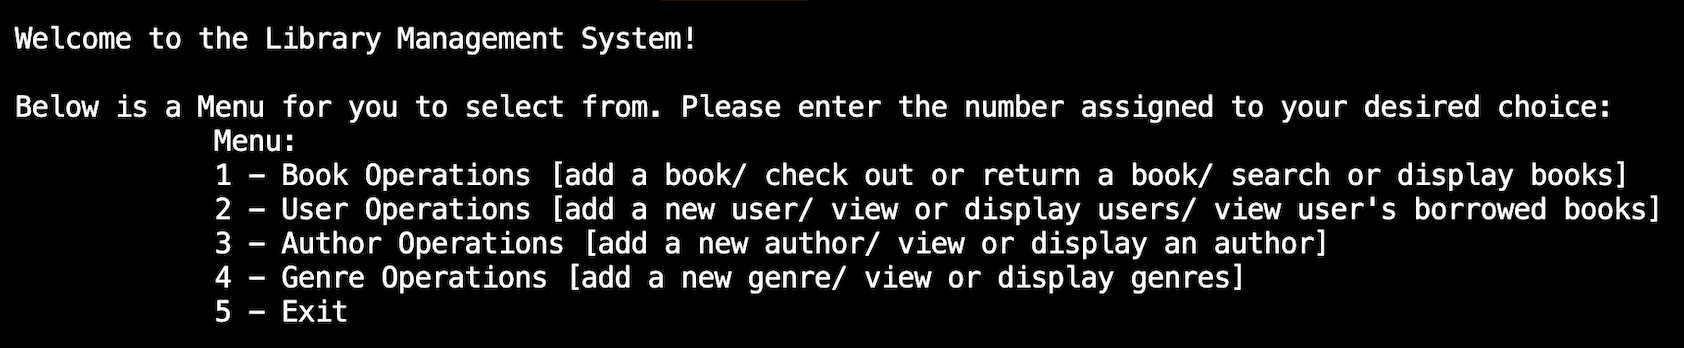 Welcome to the Library Management System!
Below is a Menu for you to select from. Please enter the number assigned to your desired choice:
Menu:
1 – Book Operations [add a book/ check out or return a book/ search or display books]
2 – User Operations [add a new user/ view or display users/ view user's borrowed books]
3 – Author Operations [add a new author/ view or display an author]
4 – Genre Operations [add a new genre/ view or display genres]
5 – Exit